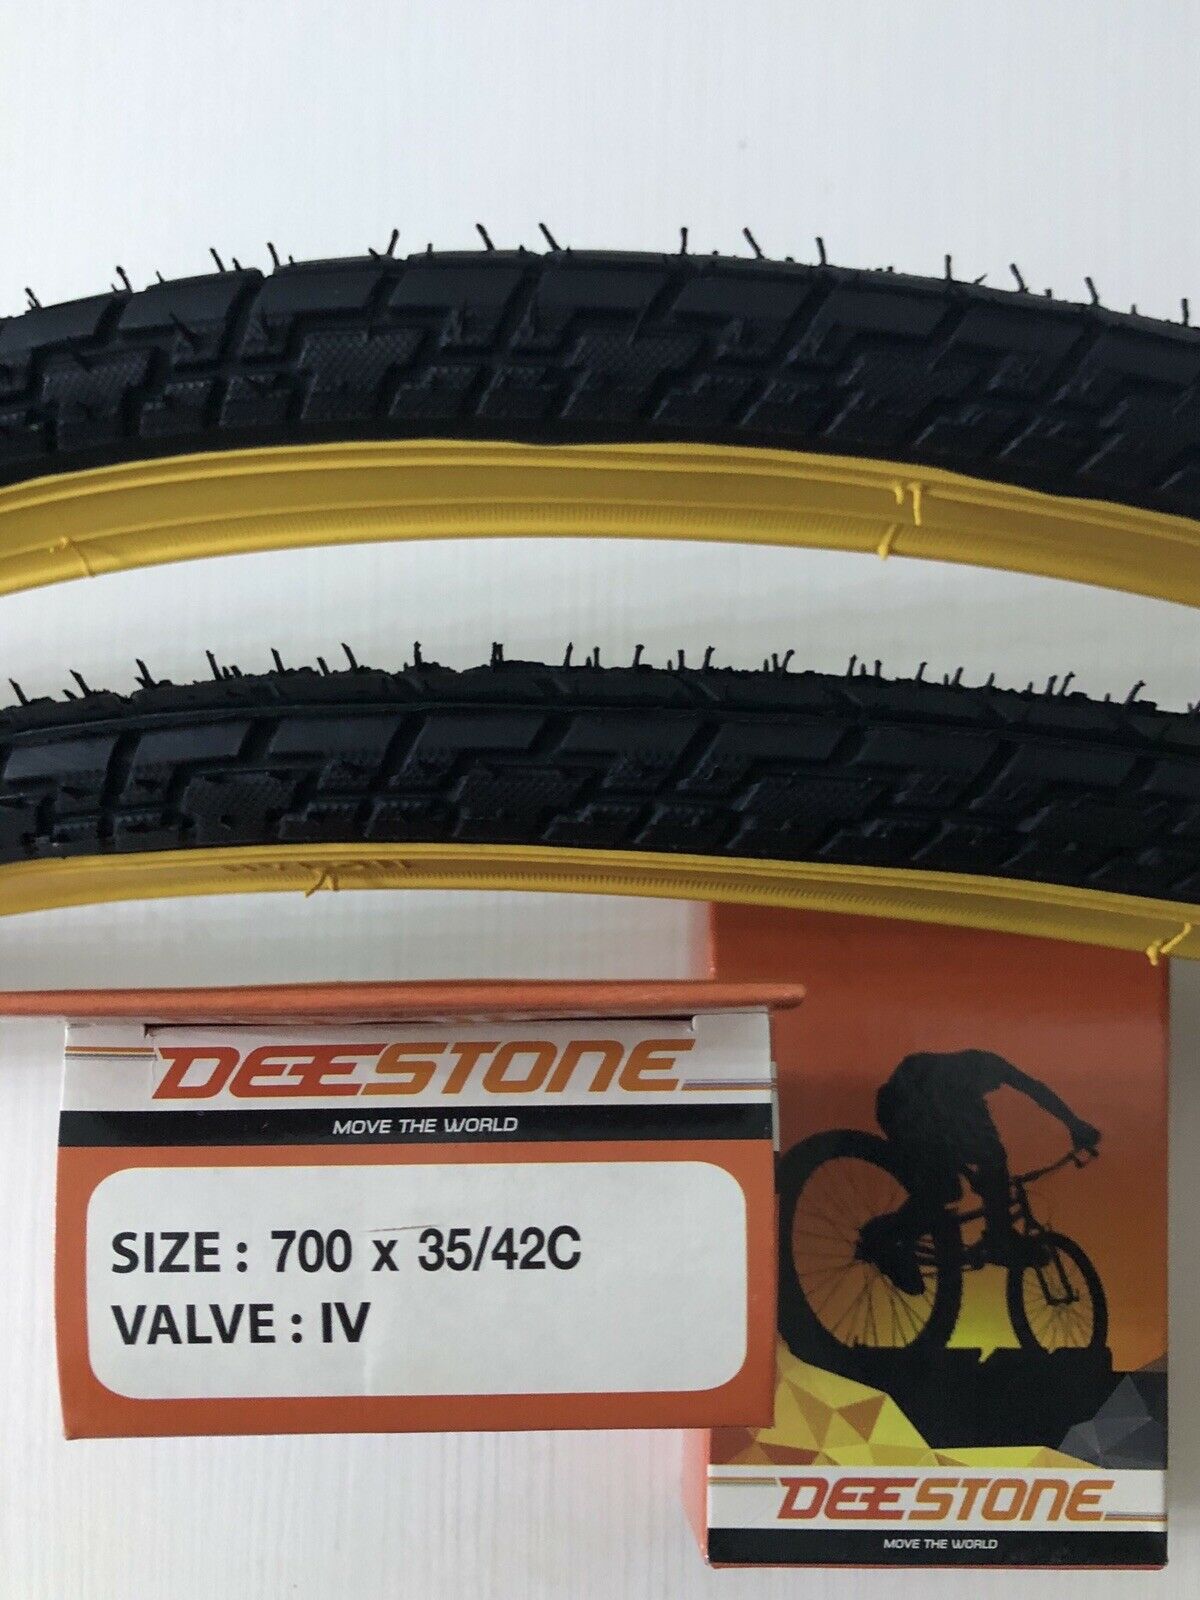 DEESTONE
MOVE THE WORLD
SIZE : 700 x 35/42C
VALVE : IV
DEESTONE
MOVE THE WORLD